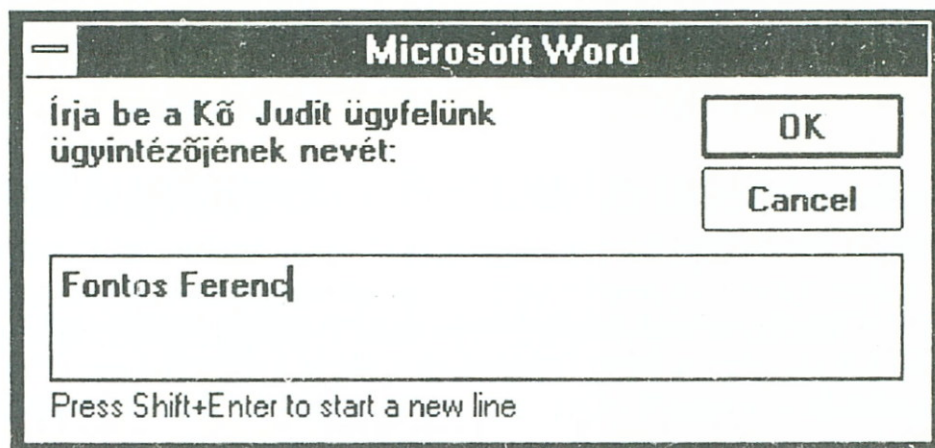 Microsoft Word
Írja be a Kõ Judit ügyfelünk
ügyintézõjének nevét:
OK
Cancel
Fontos Ferenc
Press Shift+Enter to start a new line